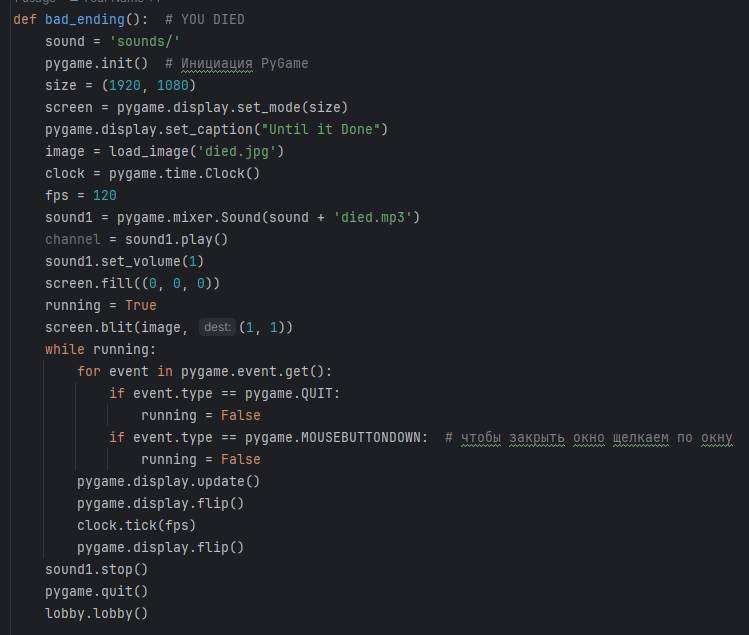 def bad_ending():  # YOU DIED
    sound = 'sounds/'
    pygame.init()  # Инициация PyGame
    size = (1920, 1080)
    screen = pygame.display.set_mode(size)
    pygame.display.set_caption("Until it Done")
    image = load_image('died.jpg')
    clock = pygame.time.Clock()
    fps = 120
    sound1 = pygame.mixer.Sound(sound + 'died.mp3')
    channel = sound1.play()
    sound1.set_volume(1)
    screen.fill((0, 0, 0))
    running = True
    screen.blit(image, dest: (1, 1))
    while running:
        for event in pygame.event.get():
            if event.type == pygame.QUIT:
                running = False
            if event.type == pygame.MOUSEBUTTONDOWN:  # чтобы закрыть окно щелкаем по окну
                running = False
        pygame.display.update()
        pygame.display.flip()
        clock.tick(fps)
        pygame.display.flip()
    sound1.stop()
    pygame.quit()
    lobby.lobby()